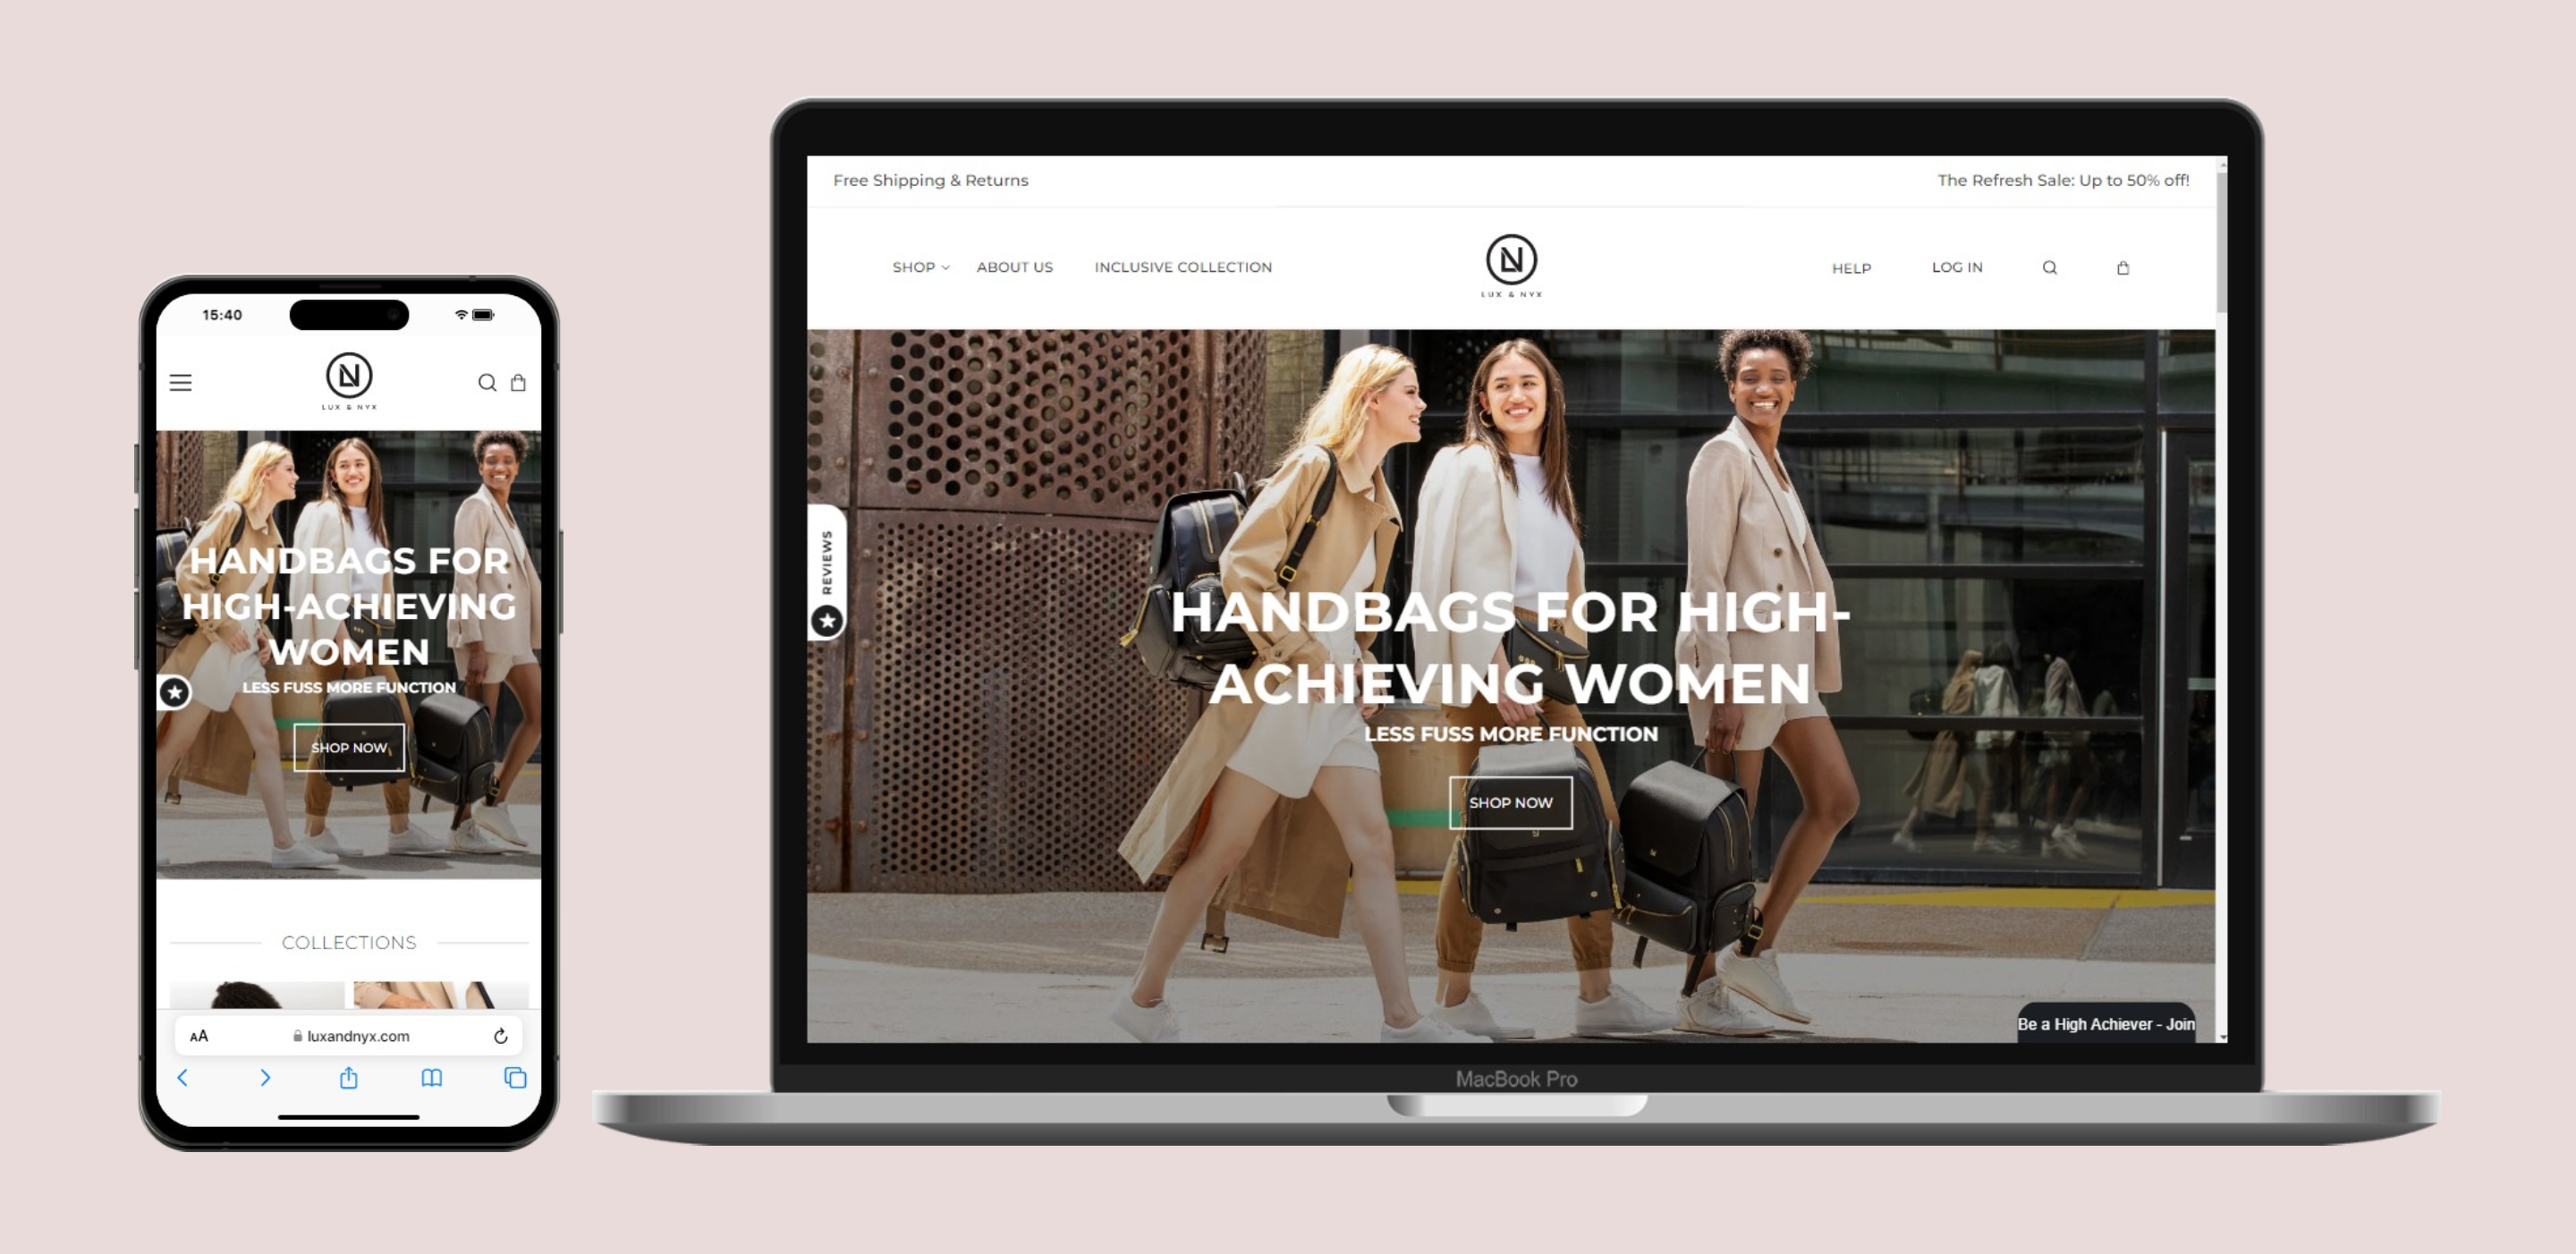 15:40
LUX & NYX
HANDBAGS FOR
HIGH-ACHIEVING
WOMEN
LESS FUSS MORE FUNCTION
SHOP NOW
COLLECTIONS
AA
luxandnyx.com
Free Shipping & Returns
The Refresh Sale: Up to 50% off!
SHOP
ABOUT US
INCLUSIVE COLLECTION
LUX & NYX
HELP
LOG IN
REVIEWS
HANDBAGS FOR HIGH-
ACHIEVING WOMEN
LESS FUSS MORE FUNCTION
SHOP NOW
Be a High Achiever - Join
MacBook Pro